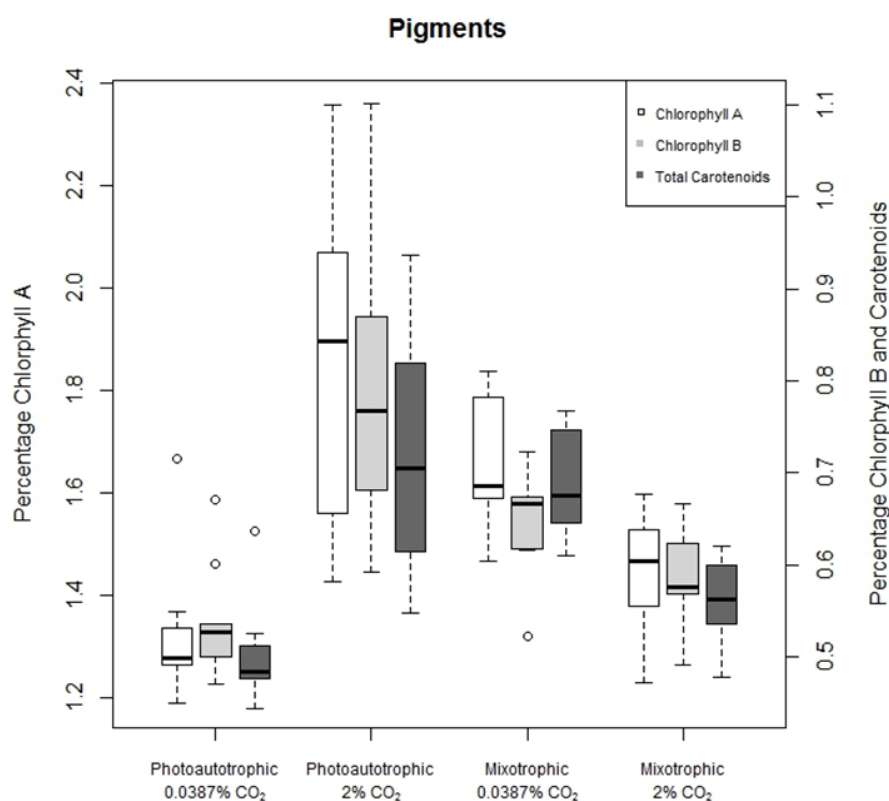 Pigments
Chlorophyll A
Chlorophyll B
Total Carotenoids
Percentage Chlorphyll A
2.4
2.2
2.0
1.8
1.6
1.4
1.2
1.1
1.0
0.9
0.8
0.7
0.6
0.5
Percentage Chlorphyll B and Carotenoids
Photoautotrophic
0.0387% CO₂
Photoautotrophic
2% CO₂
Mixotrophic
0.0387% CO₂
Mixotrophic
2% CO₂